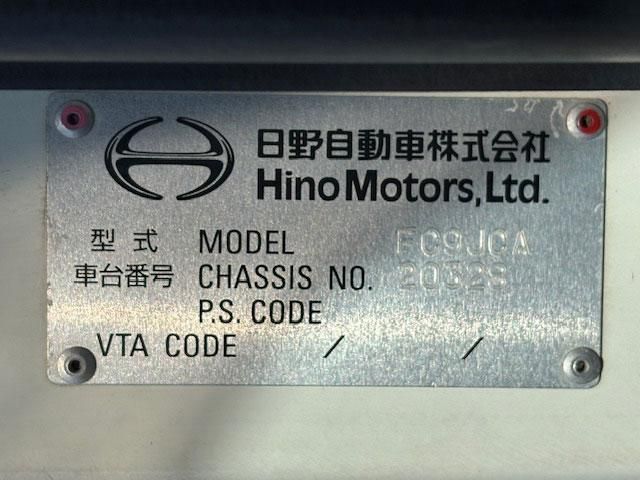 日野自動車株式会社
Hino Motors, Ltd.
型式 MODEL FC9JCA
車台番号 CHASSIS NO. 20328
P.S. CODE
VTA CODE / /